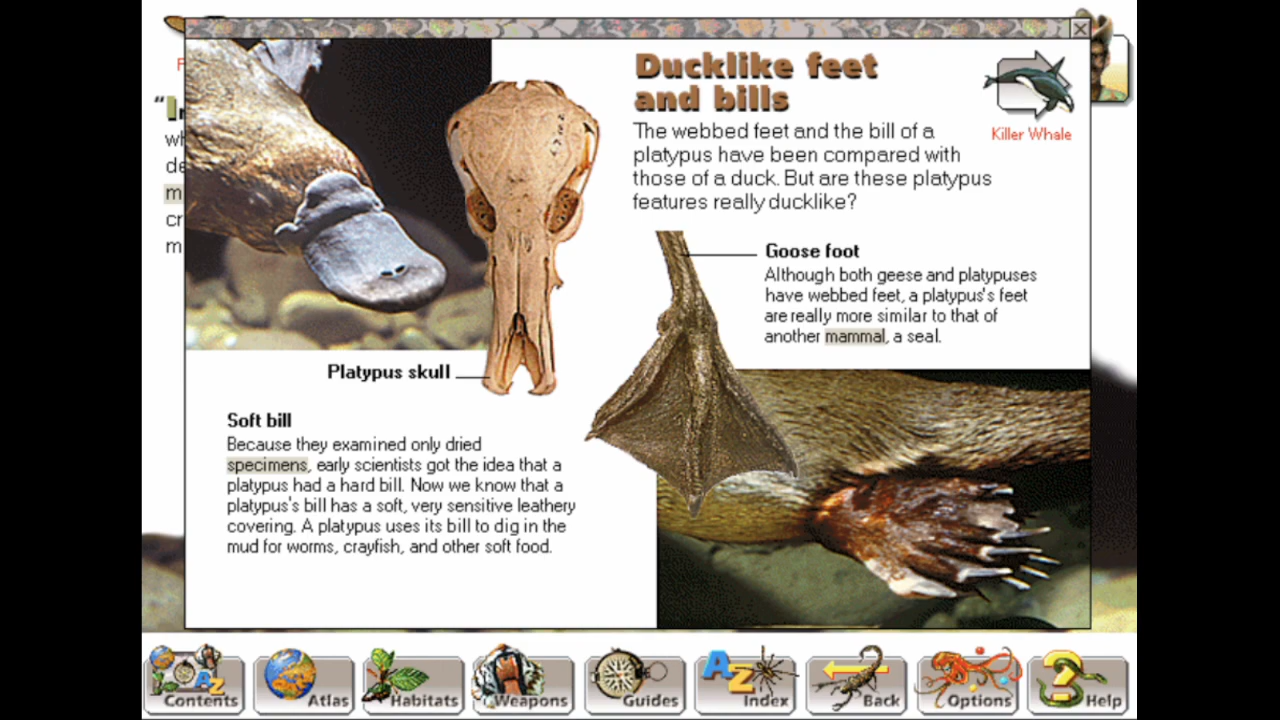 Ducklike feet
and bills
The webbed feet and the bill of a
platypus have been compared with
those of a duck. But are these platypus
features really ducklike?
Killer Whale
Goose foot
Although both geese and platypuses
have webbed feet, a platypus's feet
are really more similar to that of
another mammal, a seal.
Platypus skull
Soft bill
Because they examined only dried
specimens, early scientists got the idea that a
platypus had a hard bill. Now we know that a
platypus's bill has a soft, very sensitive leathery
covering. A platypus uses its bill to dig in the
mud for worms, crayfish, and other soft food.
Contents
Atlas
Habitats
Weapons
Guides
AZ Index
Back
Options
Help